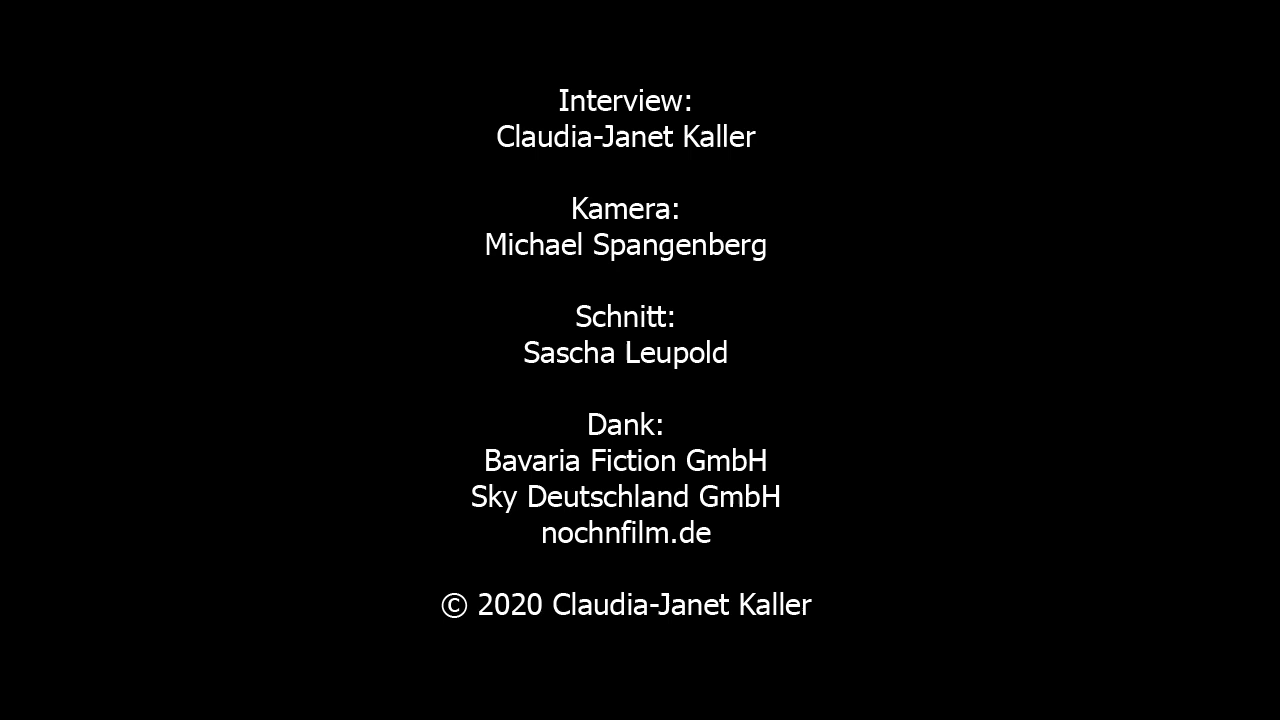 Interview:
Claudia-Janet Kaller
Kamera:
Michael Spangenberg
Schnitt:
Sascha Leupold
Dank:
Bavaria Fiction GmbH
Sky Deutschland GmbH
nochnfilm.de
© 2020 Claudia-Janet Kaller